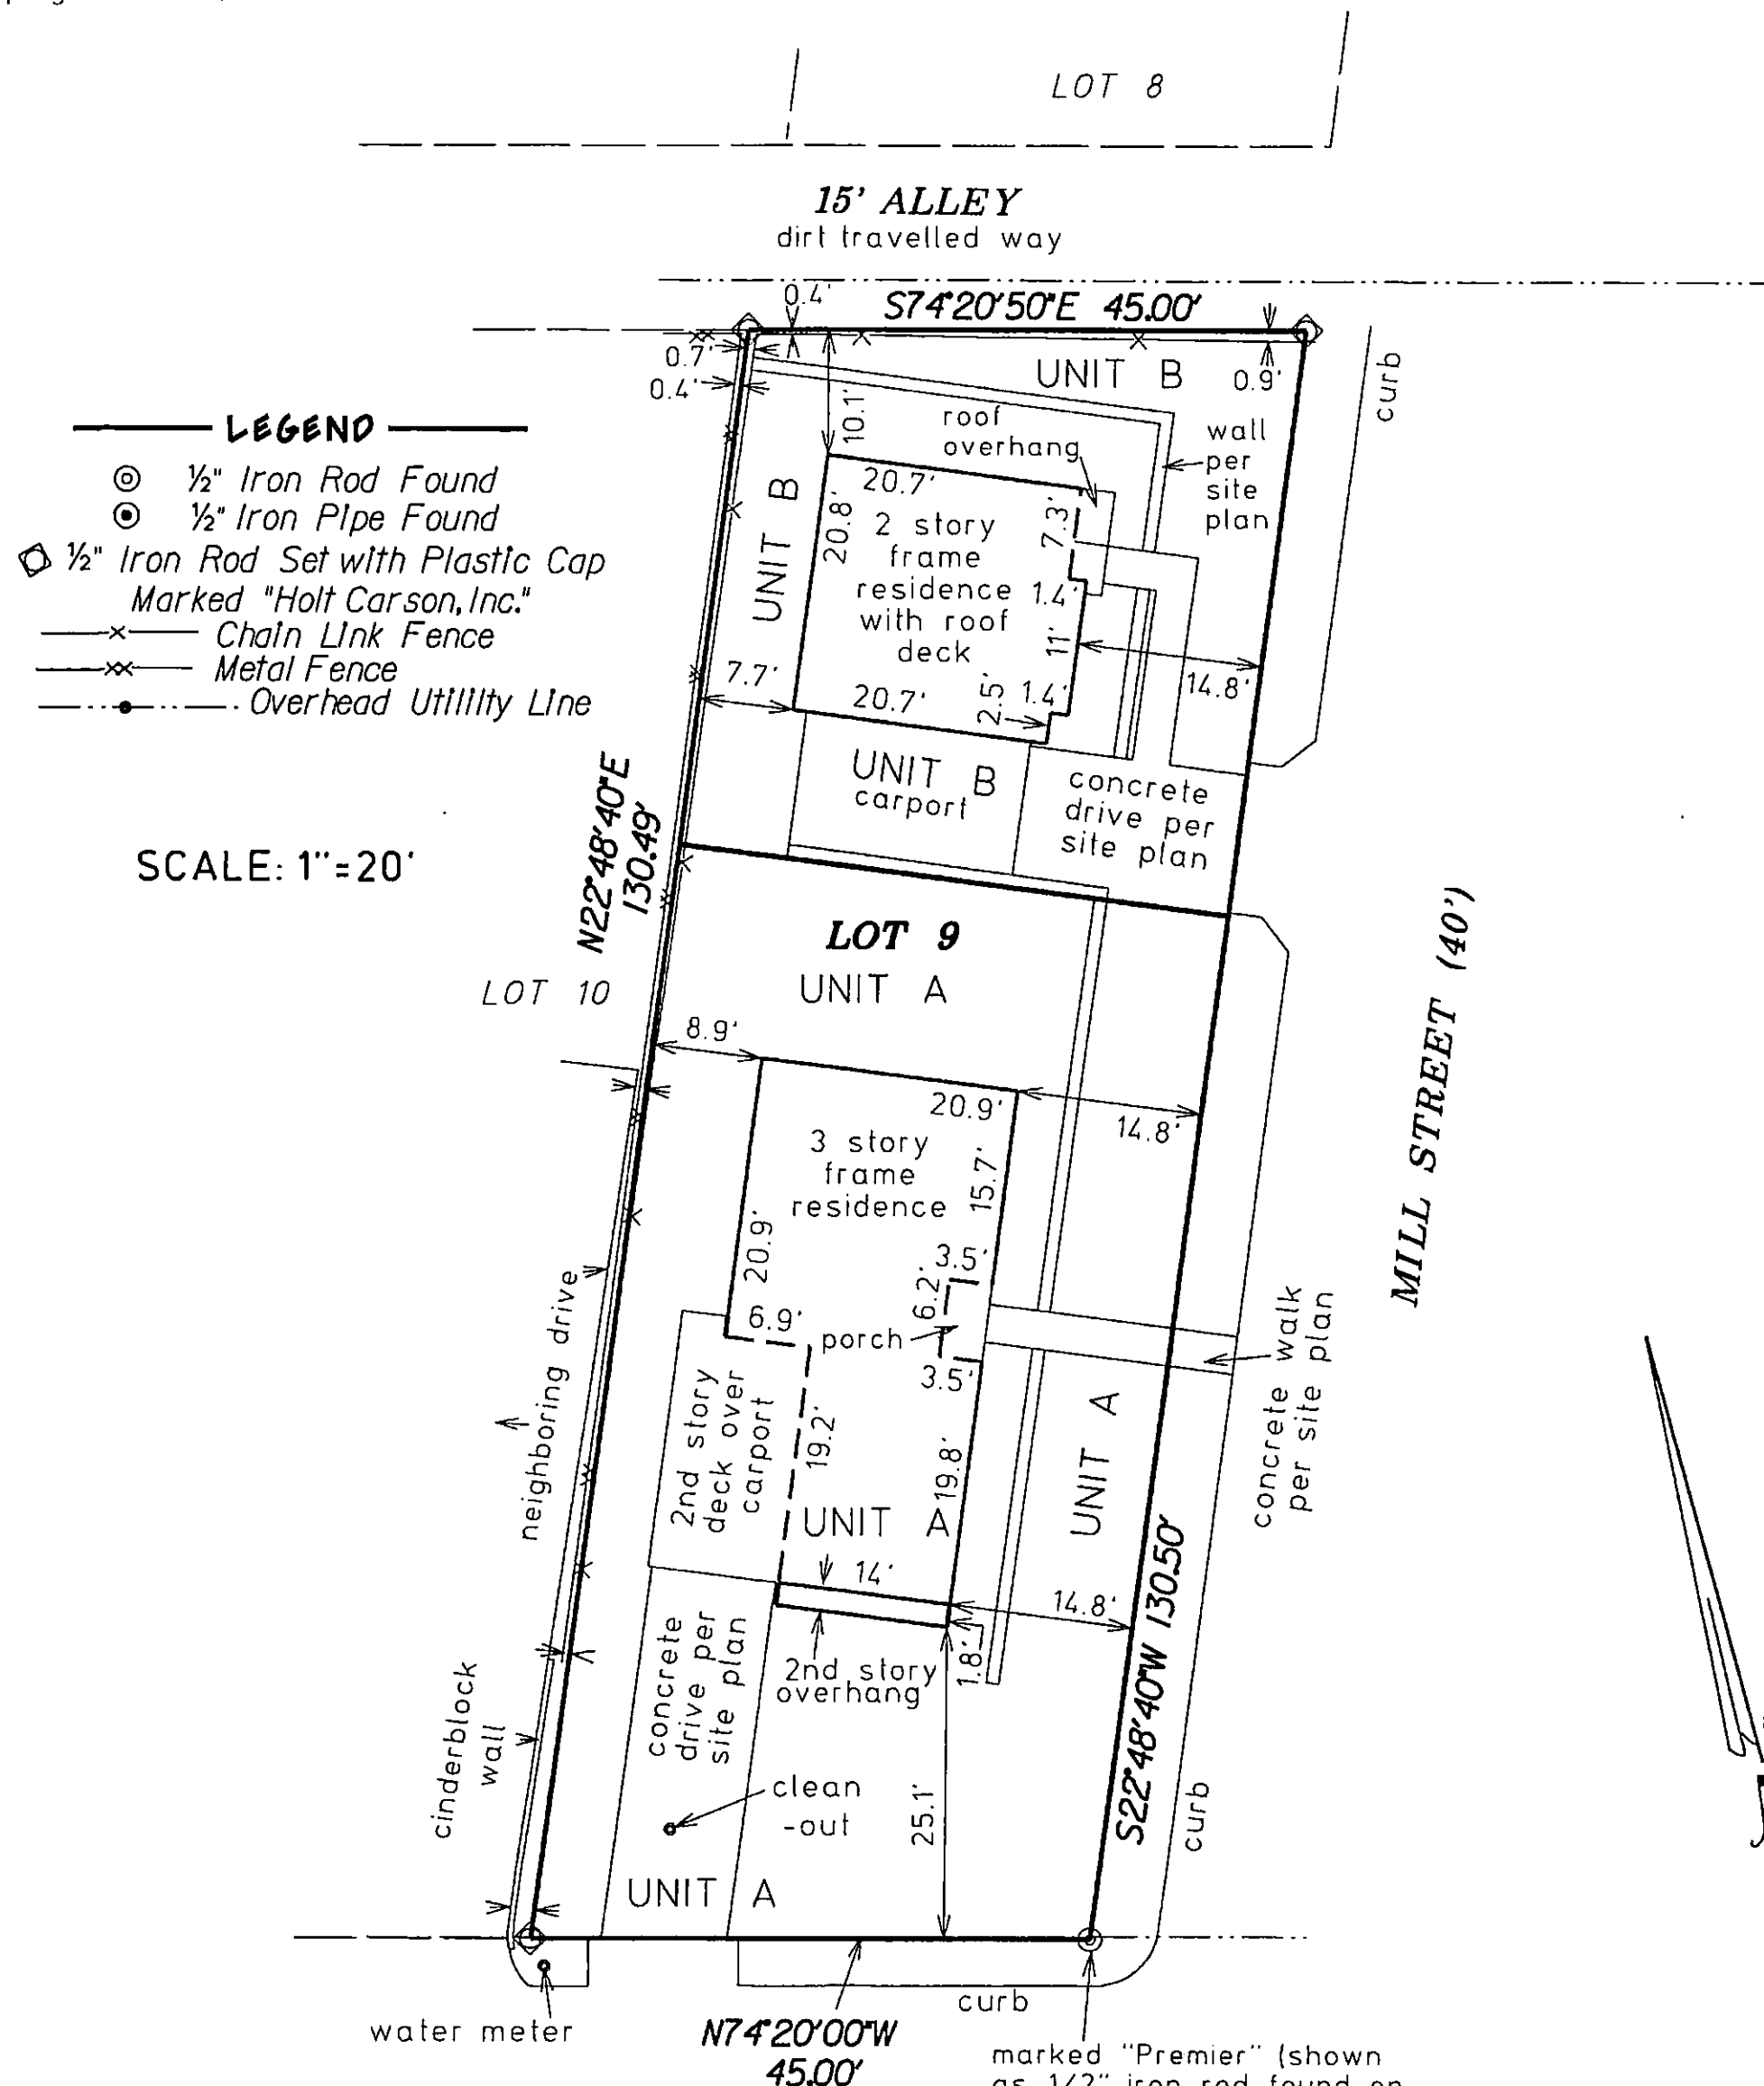 LOT 8
15' ALLEY
dirt travelled way
0.4'
S74°20'50"E 45.00'
0.7'
0.4'
UNIT B
0.9'
curb
10.1'
roof
overhang
wall
per
site
plan
LEGEND
½" Iron Rod Found
½" Iron Pipe Found
½" Iron Rod Set with Plastic Cap
Marked "Holt Carson, Inc."
Chain Link Fence
Metal Fence
Overhead Utility Line
UNIT B
20.7'
20.8'
7.3'
2 story
frame
residence
with roof
deck
1.4'
11'
14.8'
7.7'
20.7'
2.5'
1.4'
UNIT B
carport
concrete
drive per
site plan
N22°48'40"E
130.49'
SCALE: 1"=20'
LOT 9
UNIT A
LOT 10
MILL STREET (40')
8.9'
20.9'
14.8'
3 story
frame
residence
15.7'
20.9'
3.5'
6.2'
6.9'
porch
3.5'
concrete walk
per site plan
neighboring drive
2nd story
deck over
carport
19.2'
19.8'
UNIT A
UNIT A
14'
14.8'
1.8'
S22°48'40"W 130.50'
concrete
drive per
site plan
2nd story
overhang
cinderblock
wall
clean
-out
25.1'
curb
UNIT A
water meter
curb
N74°20'00"W
45.00'
marked "Premier" (shown
as 1/2" iron rod found on